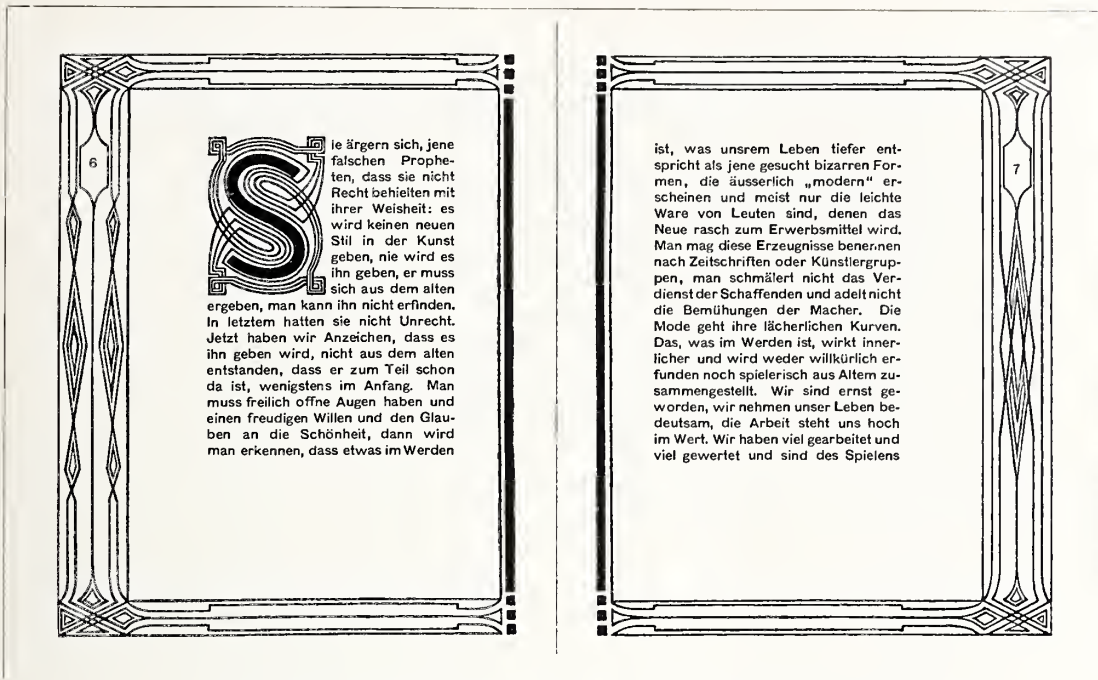 6
Sie ärgern sich, jene
falschen Prophe-
ten, dass sie nicht
Recht behielten mit
ihrer Weisheit: es
wird keinen neuen
Stil in der Kunst
geben, nie wird es
ihn geben, er muss
sich aus dem alten
ergeben, man kann ihn nicht erfinden.
In letztem hatten sie nicht Unrecht.
Jetzt haben wir Anzeichen, dass es
ihn geben wird, nicht aus dem alten
entstanden, dass er zum Teil schon
da ist, wenigstens im Anfang. Man
muss freilich offne Augen haben und
einen freudigen Willen und den Glau-
ben an die Schönheit, dann wird
man erkennen, dass etwas im Werden
7
ist, was unsrem Leben tiefer ent-
spricht als jene gesucht bizarren For-
men, die äusserlich „modern“ er-
scheinen und meist nur die leichte
Ware von Leuten sind, denen das
Neue rasch zum Erwerbsmittel wird.
Man mag diese Erzeugnisse benennen
nach Zeitschriften oder Künstlergrup-
pen, man schmälert nicht das Ver-
dienst der Schaffenden und adelt nicht
die Bemühungen der Macher. Die
Mode geht ihre lächerlichen Kurven.
Das, was im Werden ist, wirkt inner-
licher und wird weder willkürlich er-
funden noch spielerisch aus Altem zu-
sammengestellt. Wir sind ernst ge-
worden, wir nehmen unser Leben be-
deutsam, die Arbeit steht uns hoch
im Wert. Wir haben viel gearbeitet und
viel gewertet und sind des Spielens